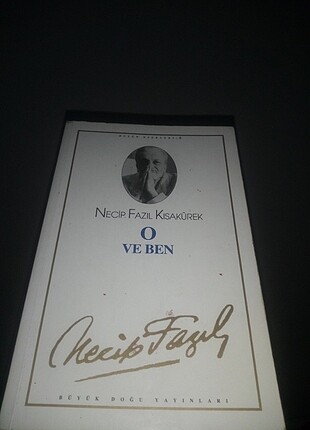 NECİP FAZIL KISAKÜREK
O
VE BEN
Necip Fazıl
BÜYÜK DOĞU YAYINLARI